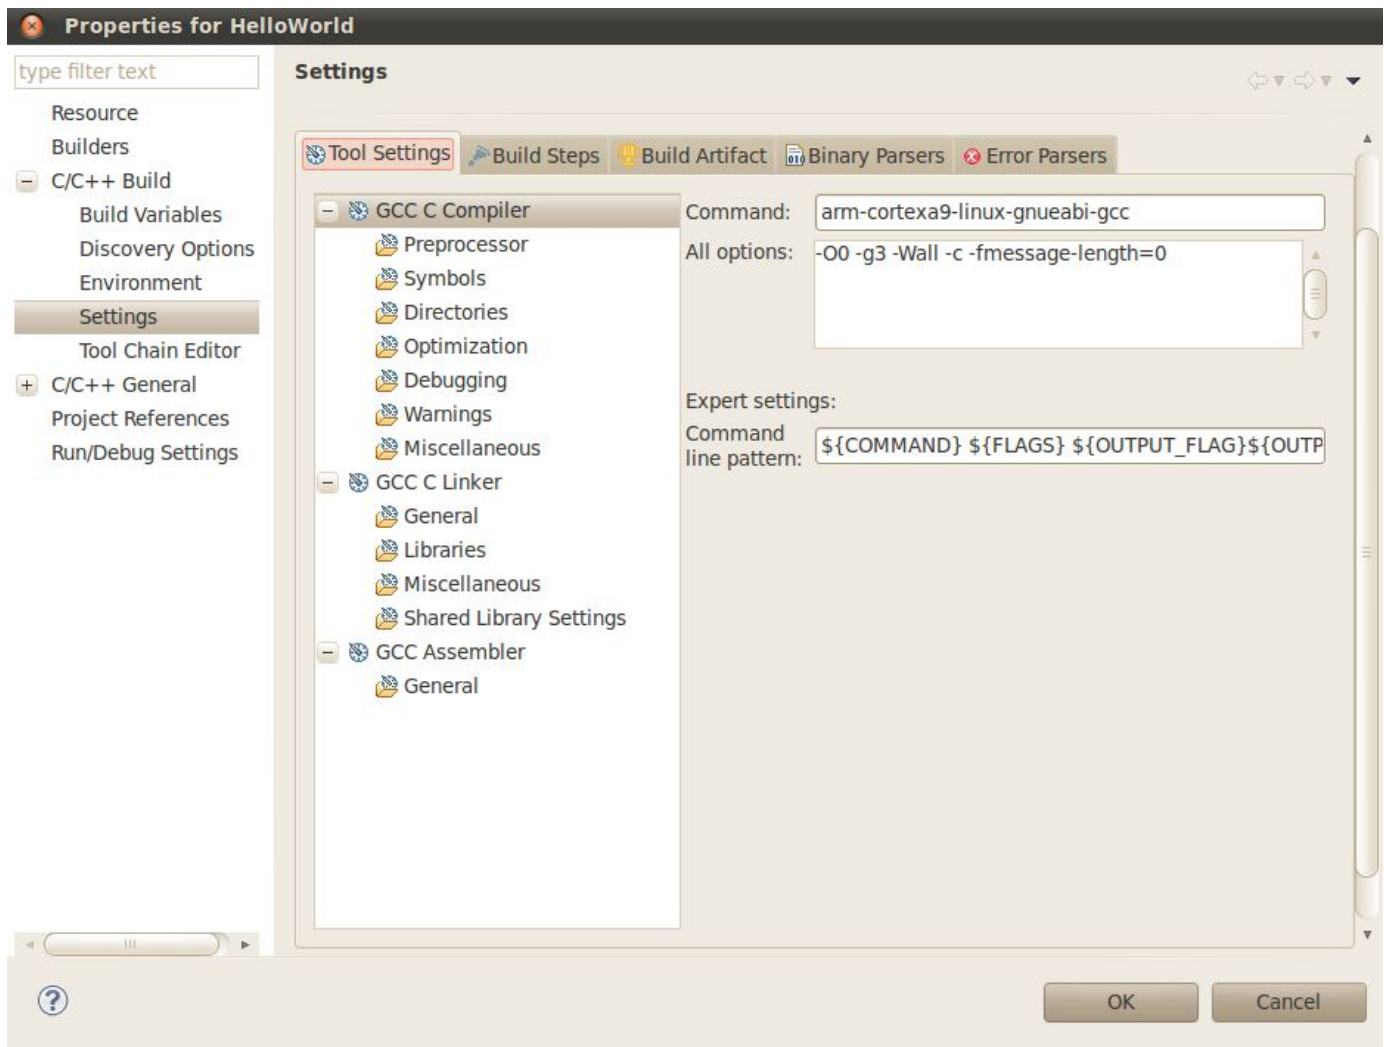 Properties for HelloWorld
type filter text
Resource
Builders
C/C++ Build
Build Variables
Discovery Options
Environment
Settings
Tool Chain Editor
C/C++ General
Project References
Run/Debug Settings
Settings
Tool Settings Build Steps Build Artifact Binary Parsers Error Parsers
GCC C Compiler
Preprocessor
Symbols
Directories
Optimization
Debugging
Warnings
Miscellaneous
GCC C Linker
General
Libraries
Miscellaneous
Shared Library Settings
GCC Assembler
General
Command: arm-cortexa9-linux-gnueabi-gcc
All options: -O0 -g3 -Wall -c -fmessage-length=0
Expert settings:
Command
line pattern: ${COMMAND} ${FLAGS} ${OUTPUT_FLAG}${OUTP
OK Cancel